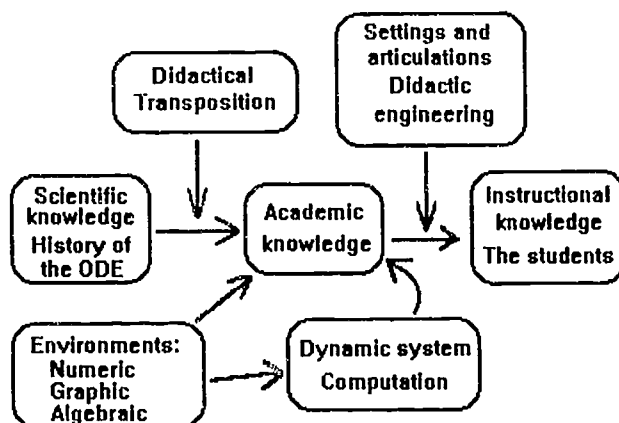 Didactical
Transposition
Settings and
articulations
Didactic
engineering
Scientific
knowledge
History of
the ODE
Academic
knowledge
Instructional
knowledge
The students
Environments:
Numeric
Graphic
Algebraic
Dynamic system
Computation